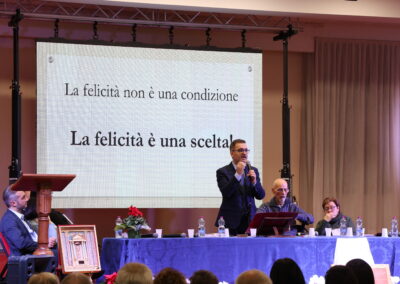 La felicità non è una condizione
La felicità è una scelta!